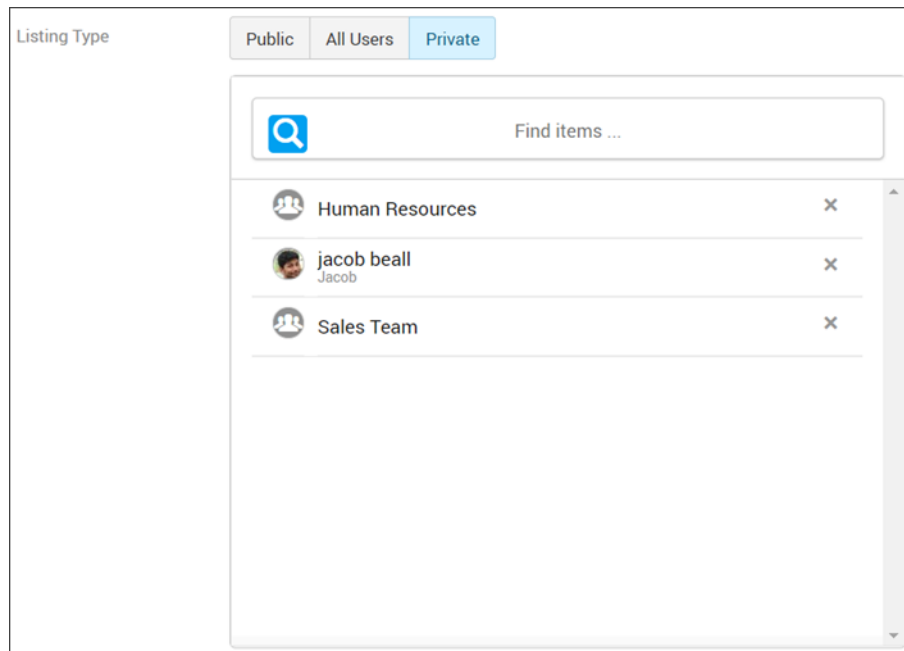 Listing Type
Public
All Users
Private
Find items ...
Human Resources
jacob beall
Jacob
Sales Team